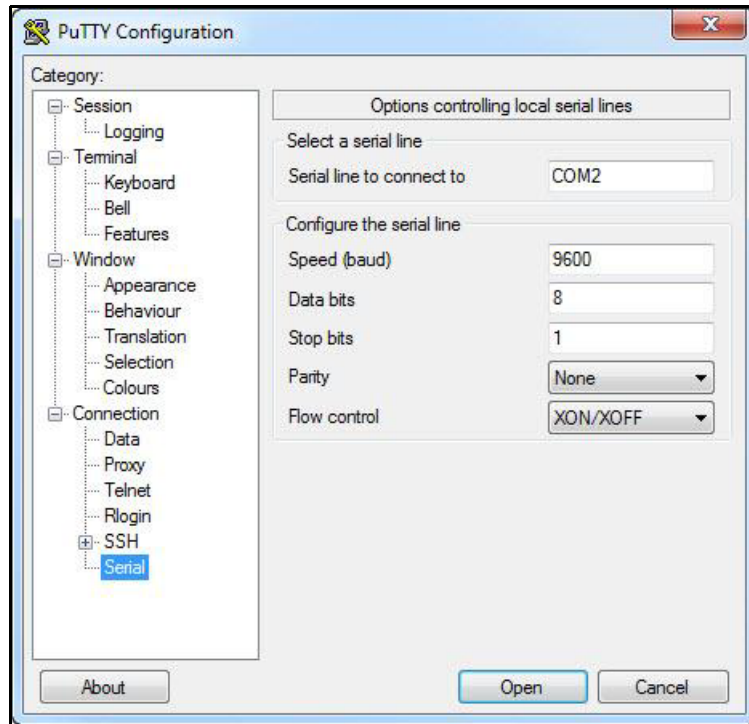 PuTTY Configuration
Category:
Session
Logging
Terminal
Keyboard
Bell
Features
Window
Appearance
Behaviour
Translation
Selection
Colours
Connection
Data
Proxy
Telnet
Rlogin
SSH
Serial
Options controlling local serial lines
Select a serial line
Serial line to connect to COM2
Configure the serial line
Speed (baud) 9600
Data bits 8
Stop bits 1
Parity None
Flow control XON/XOFF
About Open Cancel